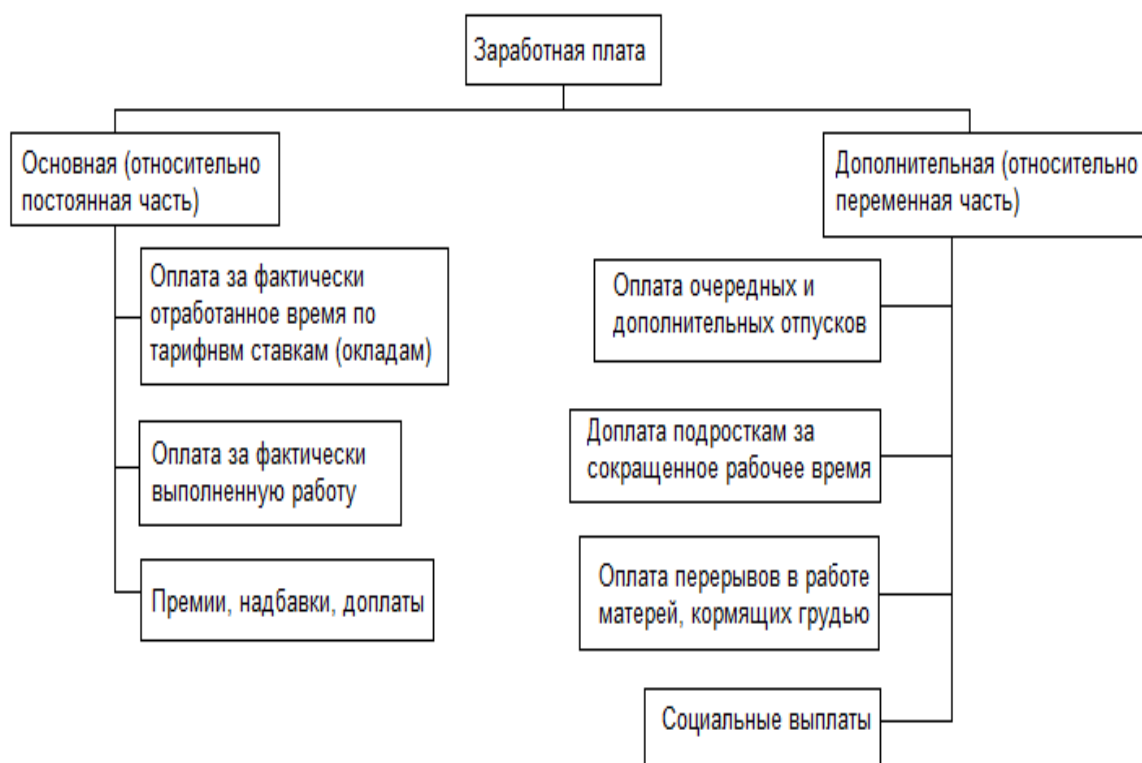 Заработная плата
Основная (относительно
постоянная часть)
Дополнительная (относительно
переменная часть)
Оплата за фактически
отработанное время по
тарифнвм ставкам (окладам)
Оплата за фактически
выполненную работу
Премии, надбавки, доплаты
Оплата очередных и
дополнительных отпусков
Доплата подросткам за
сокращенное рабочее время
Оплата перерывов в работе
матерей, кормящих грудью
Социальные выплаты